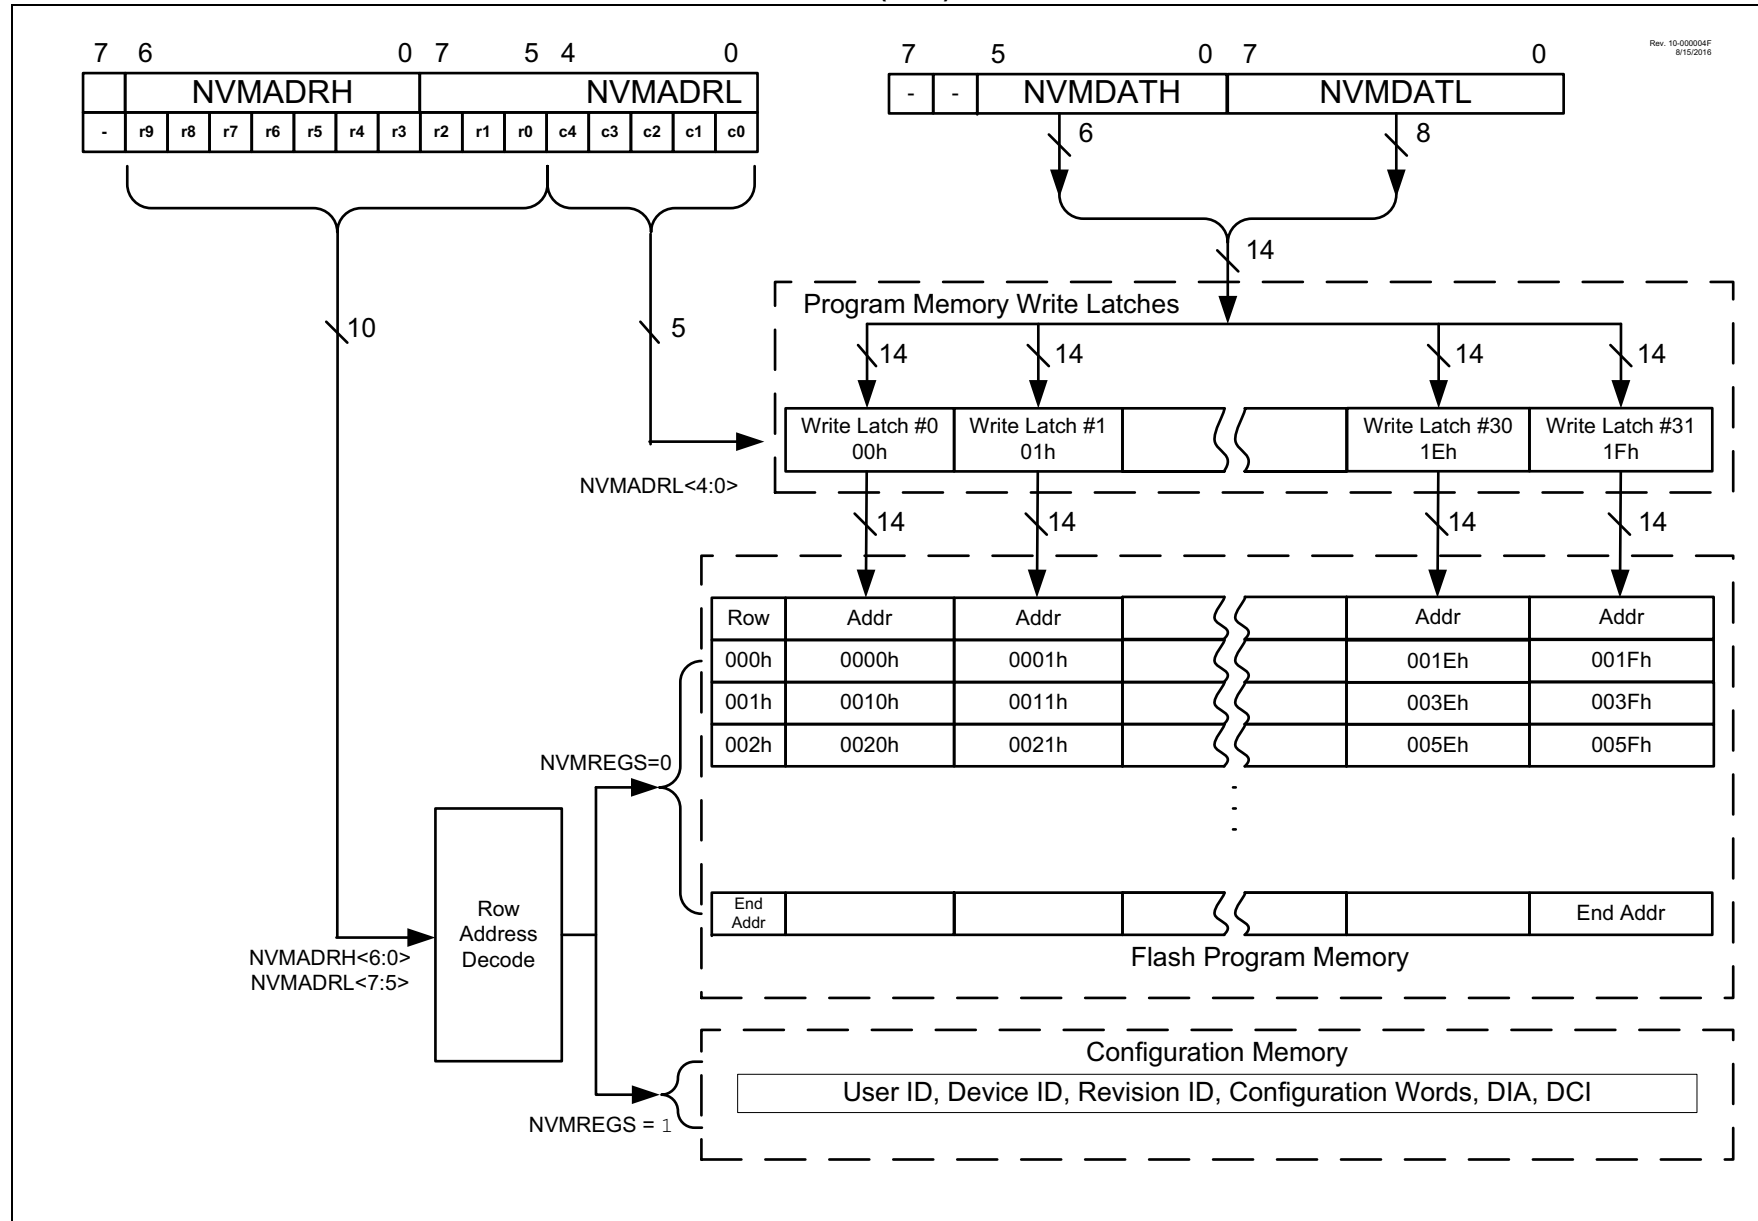 Rev. 10-000004F
8/15/2016
7 6 0 7 5 4 0
7 5 0 7 0
NVMADRH NVMADRL
- - NVMDATH NVMDATL
- r9 r8 r7 r6 r5 r4 r3 r2 r1 r0 c4 c3 c2 c1 c0
6 8
14
10 5
Program Memory Write Latches
14 14 14 14
Write Latch #0 Write Latch #1 Write Latch #30 Write Latch #31
00h 01h 1Eh 1Fh
NVMADRL<4:0>
14 14 14 14
Row Addr Addr Addr Addr
000h 0000h 0001h 001Eh 001Fh
001h 0010h 0011h 003Eh 003Fh
002h 0020h 0021h 005Eh 005Fh
NVMREGS=0
End
Addr
End Addr
Row
Address
Decode
NVMADRH<6:0>
NVMADRL<7:5>
Flash Program Memory
Configuration Memory
User ID, Device ID, Revision ID, Configuration Words, DIA, DCI
NVMREGS = 1